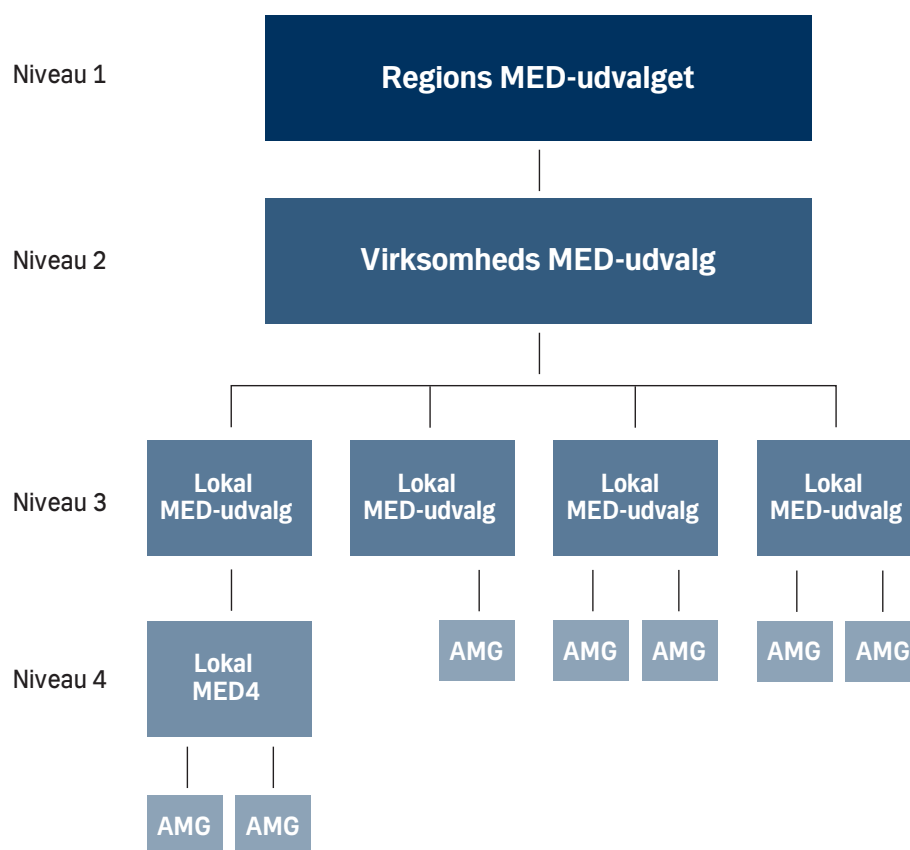 Niveau 1
Regions MED-udvalget
Niveau 2
Virksomheds MED-udvalg
Niveau 3
Lokal
MED-udvalg
Lokal
MED-udvalg
Lokal
MED-udvalg
Lokal
MED-udvalg
Niveau 4
Lokal
MED4
AMG
AMG
AMG
AMG
AMG
AMG
AMG